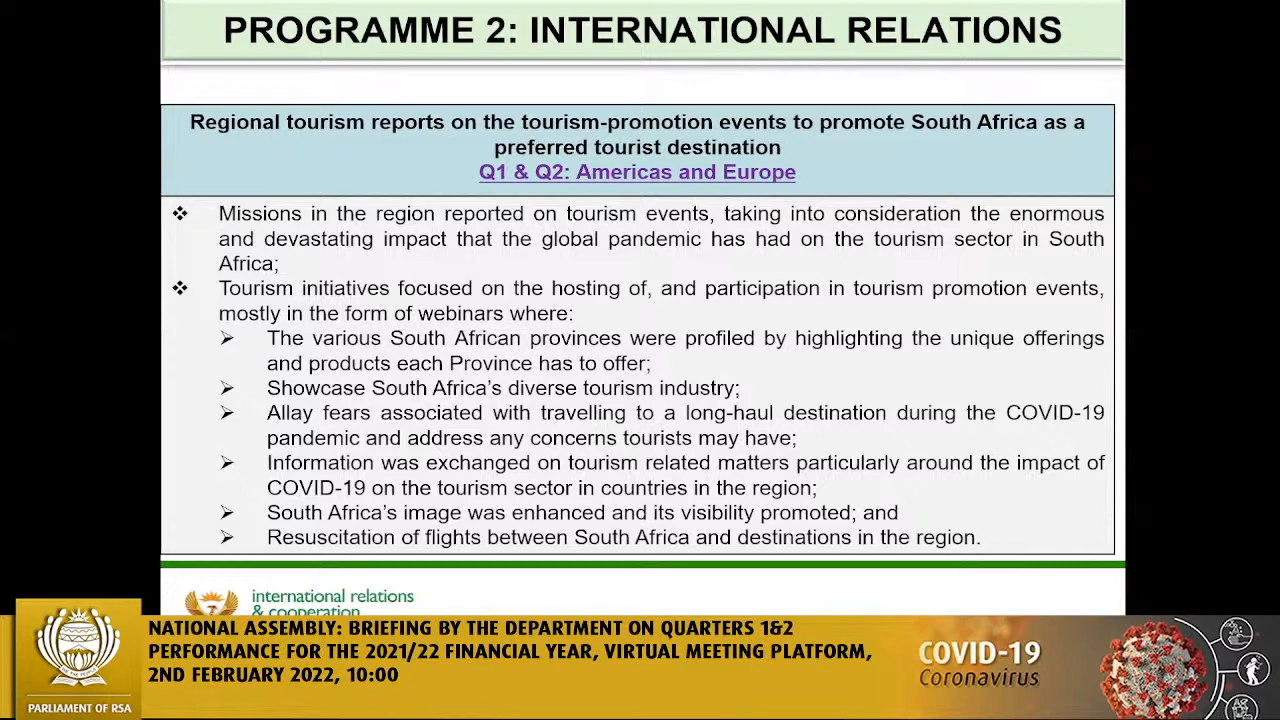 PROGRAMME 2: INTERNATIONAL RELATIONS
Regional tourism reports on the tourism-promotion events to promote South Africa as a
preferred tourist destination
Q1 & Q2: Americas and Europe
❖ Missions in the region reported on tourism events, taking into consideration the enormous
and devastating impact that the global pandemic has had on the tourism sector in South
Africa;
❖ Tourism initiatives focused on the hosting of, and participation in tourism promotion events,
mostly in the form of webinars where:
➢ The various South African provinces were profiled by highlighting the unique offerings
and products each Province has to offer;
➢ Showcase South Africa's diverse tourism industry;
➢ Allay fears associated with travelling to a long-haul destination during the COVID-19
pandemic and address any concerns tourists may have;
➢ Information was exchanged on tourism related matters particularly around the impact of
COVID-19 on the tourism sector in countries in the region;
➢ South Africa's image was enhanced and its visibility promoted; and
➢ Resuscitation of flights between South Africa and destinations in the region.
international relations
& cooperation
NATIONAL ASSEMBLY: BRIEFING BY THE DEPARTMENT ON QUARTERS 1&2
PERFORMANCE FOR THE 2021/22 FINANCIAL YEAR, VIRTUAL MEETING PLATFORM,
2ND FEBRUARY 2022, 10:00
PARLIAMENT OF RSA
COVID-19
Coronavirus